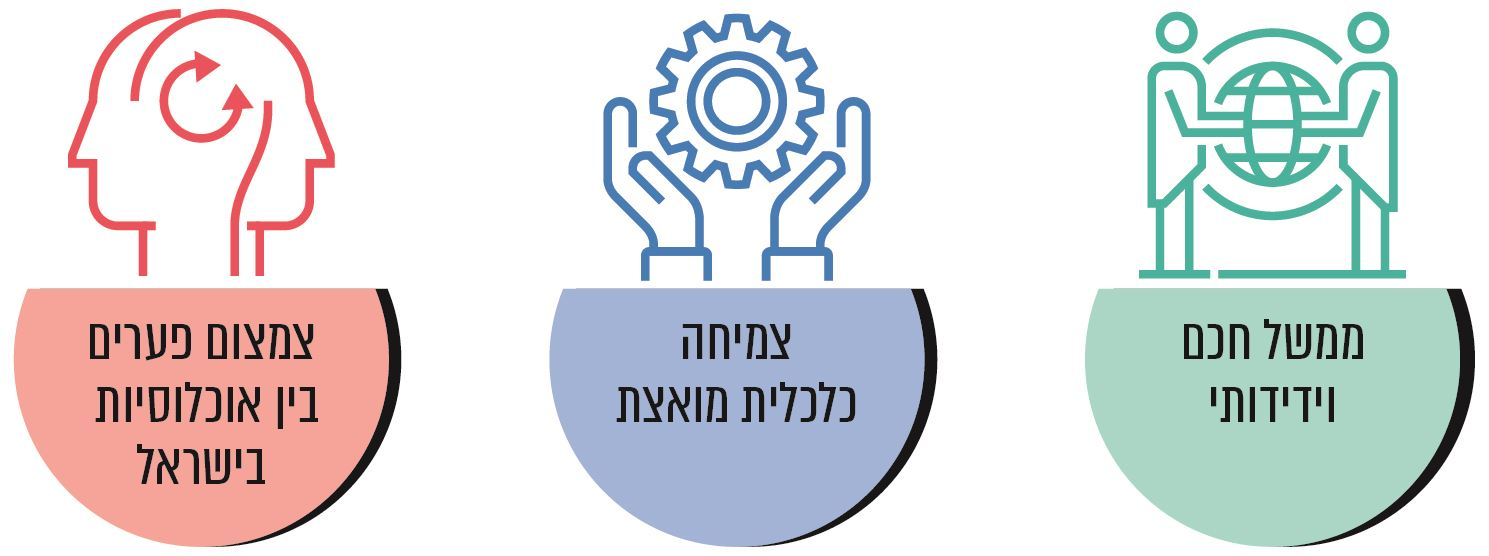 ממשל חכם
וידידותי
צמיחה
כלכלית מואצת
צמצום פערים
בין אוכלוסיות
בישראל